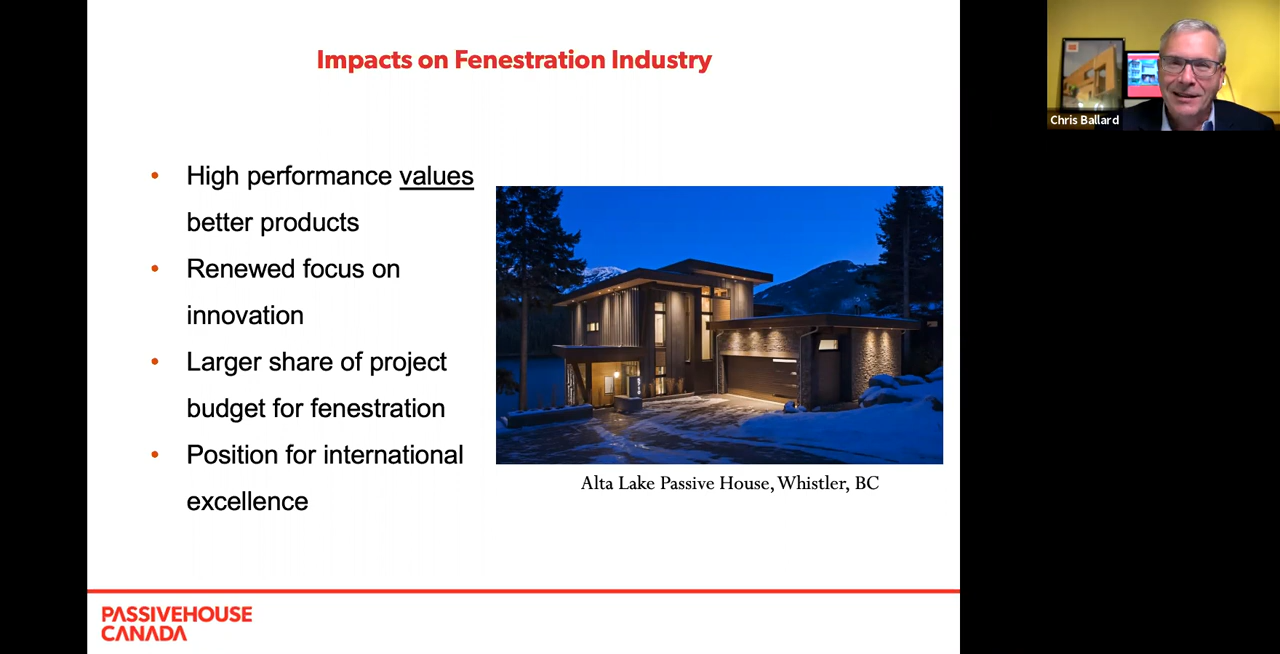 Impacts on Fenestration Industry
Chris Ballard
High performance values
better products
Renewed focus on
innovation
Larger share of project
budget for fenestration
Position for international
excellence
Alta Lake Passive House, Whistler, BC
PASSIVEHOUSE
CANADA